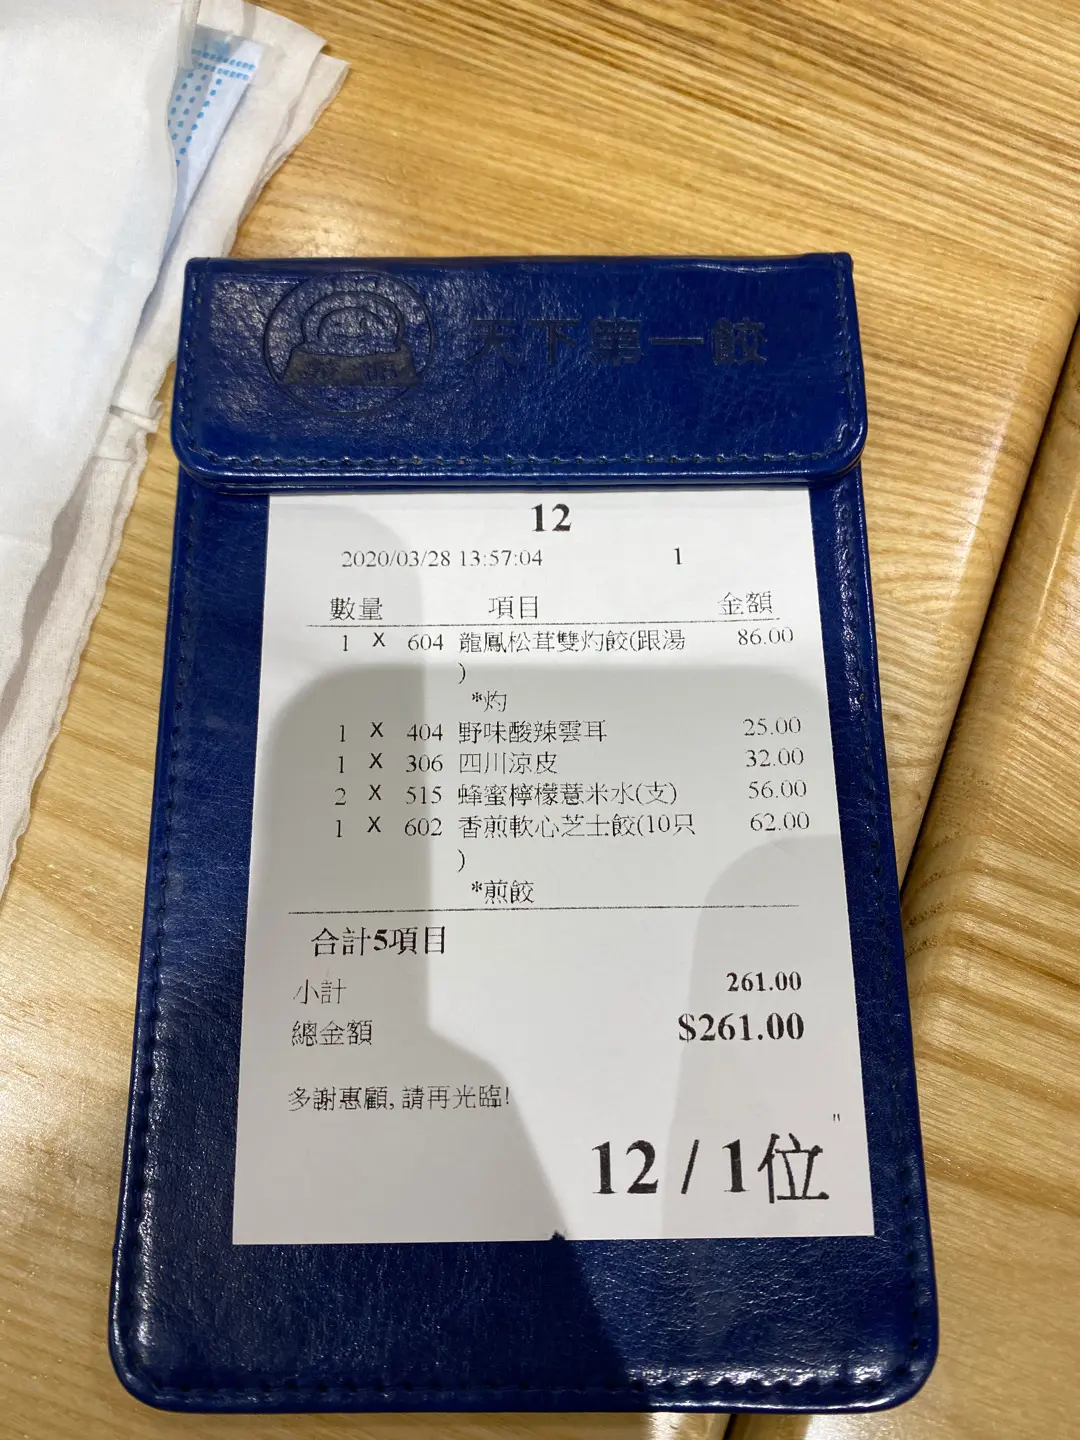 天下第一餃
12
2020/03/28 13:57:04 1
數量 項目 金額
1 X 604 龍鳳松茸雙灼餃(跟湯 86.00
)
*灼
1 X 404 野味酸辣雲耳 25.00
1 X 306 四川涼皮 32.00
2 X 515 蜂蜜檸檬薏米水(支) 56.00
1 X 602 香煎軟心芝士餃(10只 62.00
)
*煎餃
合計5項目
小計 261.00
總金額 $261.00
多謝惠顧, 請再光臨!
"
12 / 1位